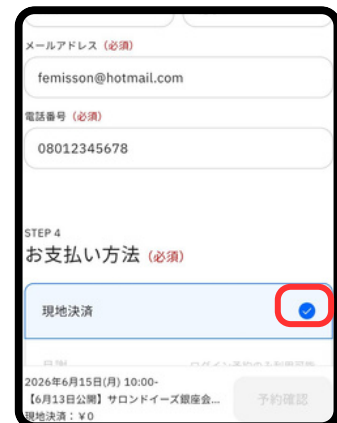 メールアドレス（必須）
femisson@hotmail.com
電話番号（必須）
08012345678
STEP 4
お支払い方法（必須）
現地決済
2026年6月15日(月) 10:00-
【6月13日公開】サロンドイーズ銀座会...
予約確認
現地決済：¥0